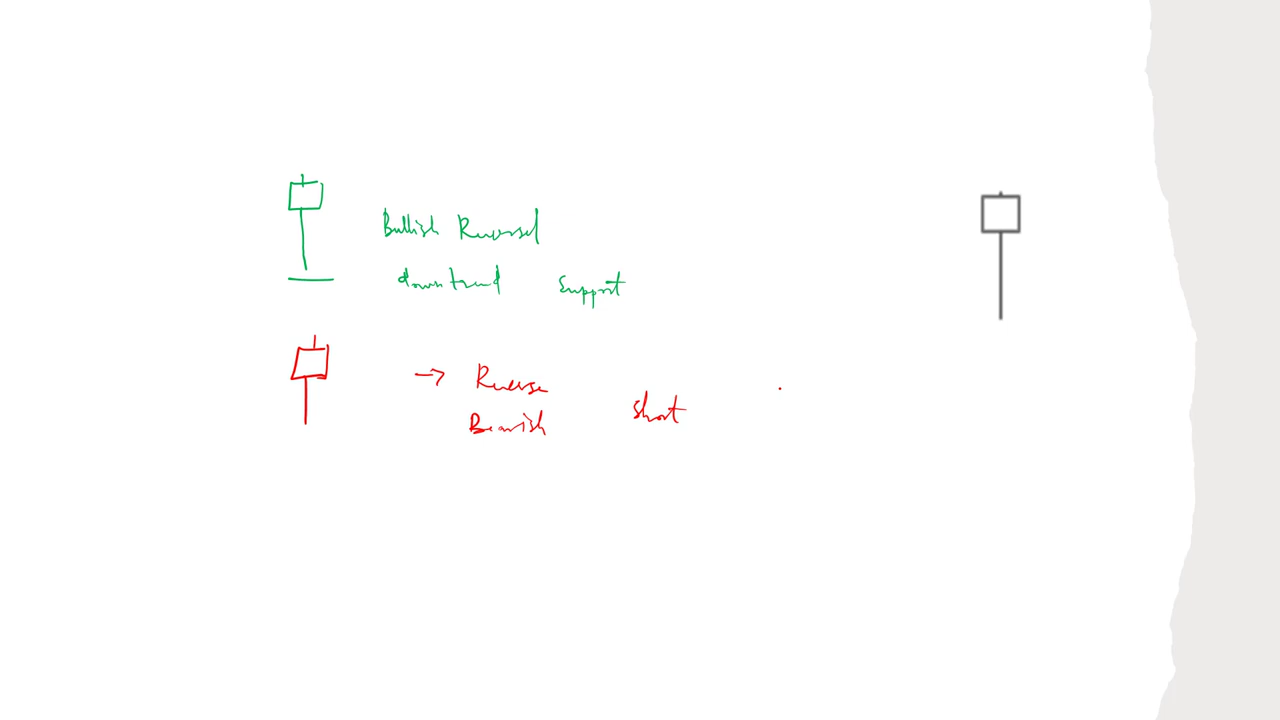 Bullish Reversal
downtrend support
→ Reverse
Bearish short